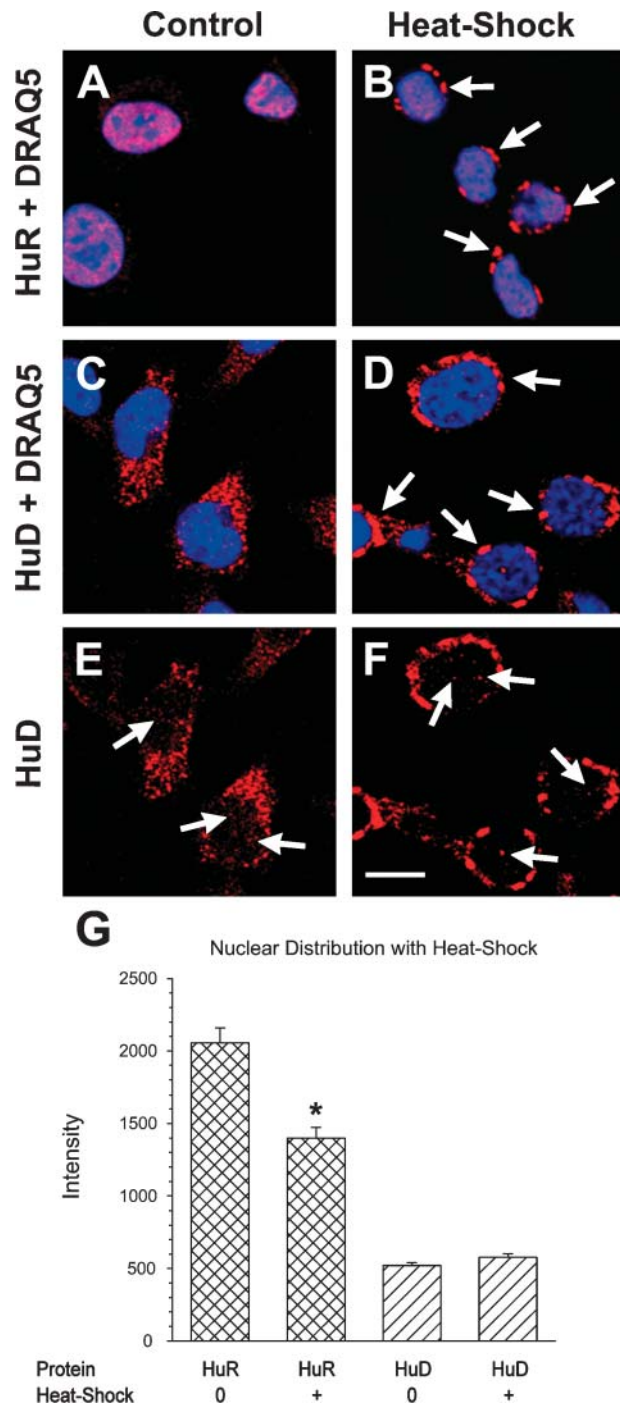 Control Heat-Shock
HuR + DRAQ5
A B
HuD + DRAQ5
C D
HuD
E F
G
Nuclear Distribution with Heat-Shock
Intensity
2500
2000
1500
1000
500
0
*
Protein HuR HuR HuD HuD
Heat-Shock 0 + 0 +